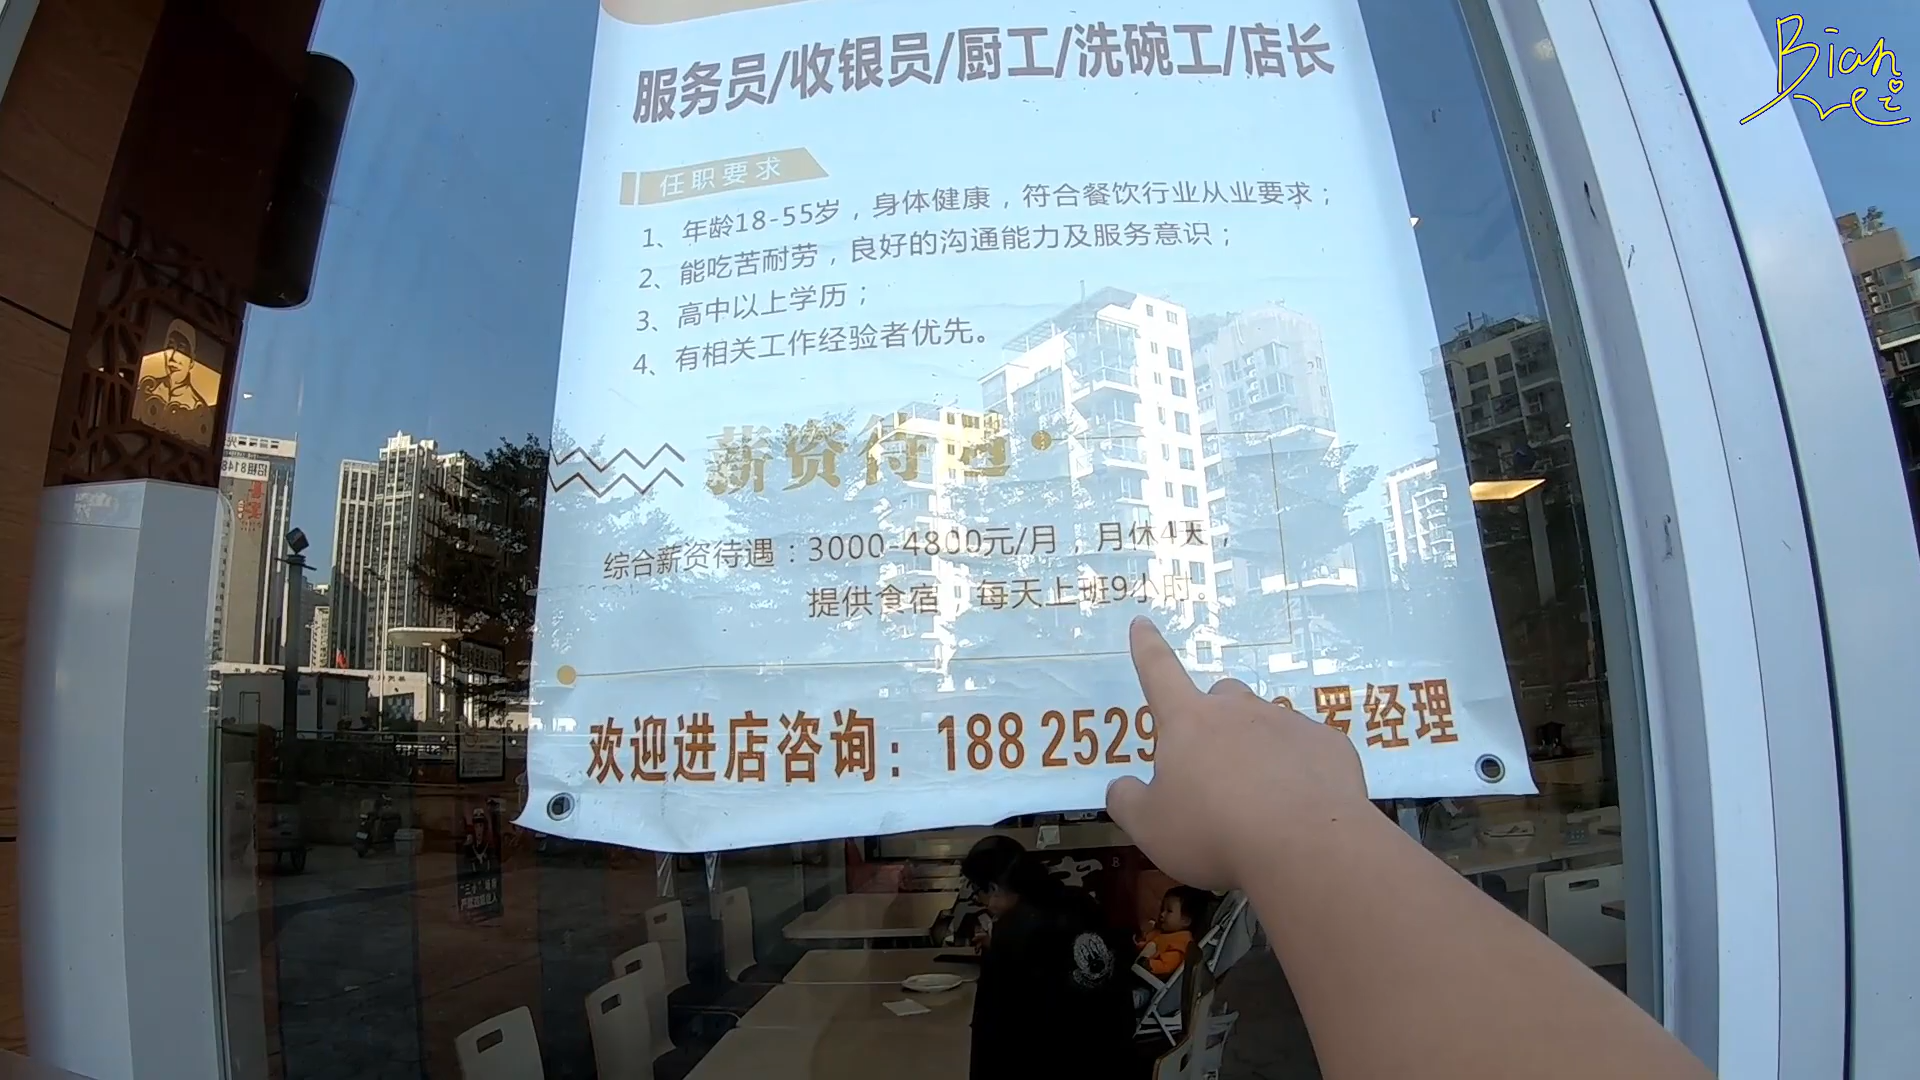 Bian
Vei
服务员/收银员/厨工/洗碗工/店长
任职要求
1、年龄18-55岁，身体健康，符合餐饮行业从业要求；
2、能吃苦耐劳，良好的沟通能力及服务意识；
3、高中以上学历；
4、有相关工作经验者优先。
薪资待遇
综合薪资待遇：3000-4800元/月，月休4天，
提供食宿，每天上班9小时。
欢迎进店咨询：188 2529 罗经理